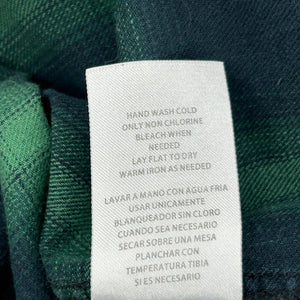 HAND WASH COLD
ONLY NON CHLORINE
BLEACH WHEN
NEEDED
LAY FLAT TO DRY
WARM IRON AS NEEDED
LAVAR A MANO CON AGUA FRIA
USAR UNICAMENTE
BLANQUEADOR SIN CLORO
CUANDO SEA NECESARIO
SECAR SOBRE UNA MESA
PLANCHAR CON
TEMPERATURA TIBIA
SI ES NECESARIO